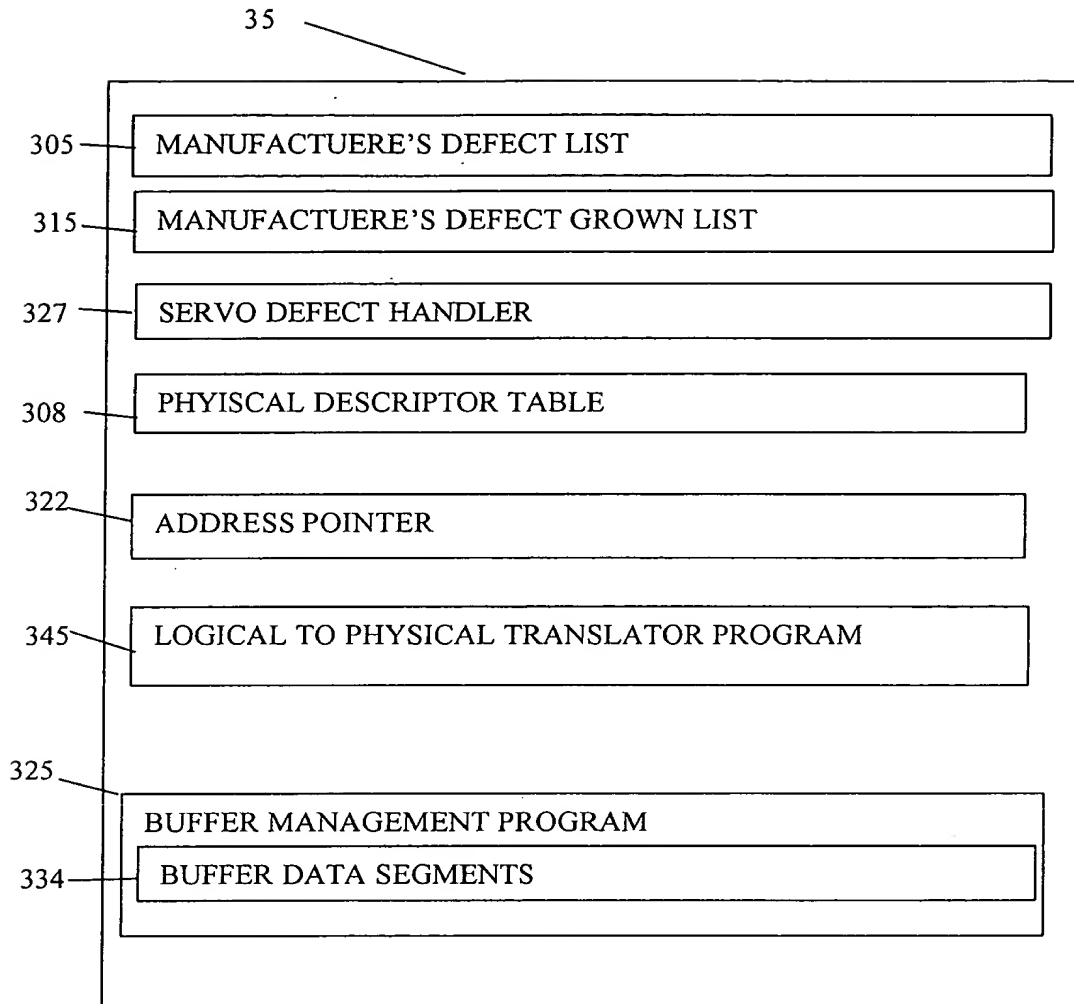 35
305 MANUFACTUERE'S DEFECT LIST
315 MANUFACTUERE'S DEFECT GROWN LIST
327 SERVO DEFECT HANDLER
308 PHYISCAL DESCRIPTOR TABLE
322 ADDRESS POINTER
345 LOGICAL TO PHYSICAL TRANSLATOR PROGRAM
325
BUFFER MANAGEMENT PROGRAM
334 BUFFER DATA SEGMENTS